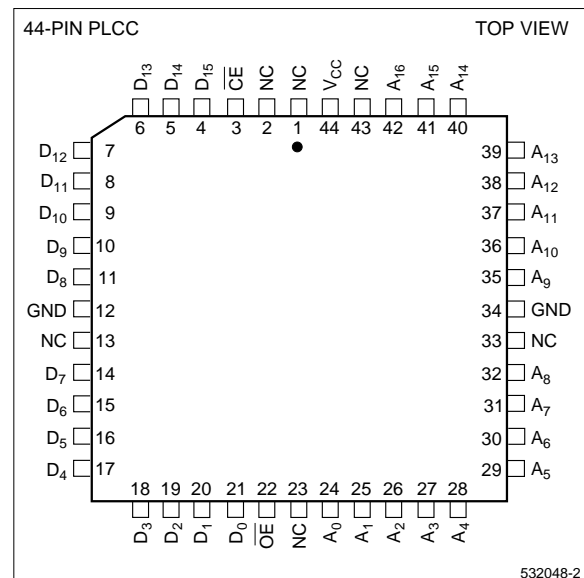 44-PIN PLCC TOP VIEW
D13 D14 D15 C̅E̅ NC NC VCC NC A16 A15 A14
6 5 4 3 2 1 44 43 42 41 40
D12 7 39 A13
D11 8 38 A12
D10 9 37 A11
D9 10 36 A10
D8 11 35 A9
GND 12 34 GND
NC 13 33 NC
D7 14 32 A8
D6 15 31 A7
D5 16 30 A6
D4 17 29 A5
18 19 20 21 22 23 24 25 26 27 28
D3 D2 D1 D0 O̅E̅ NC A0 A1 A2 A3 A4
532048-2